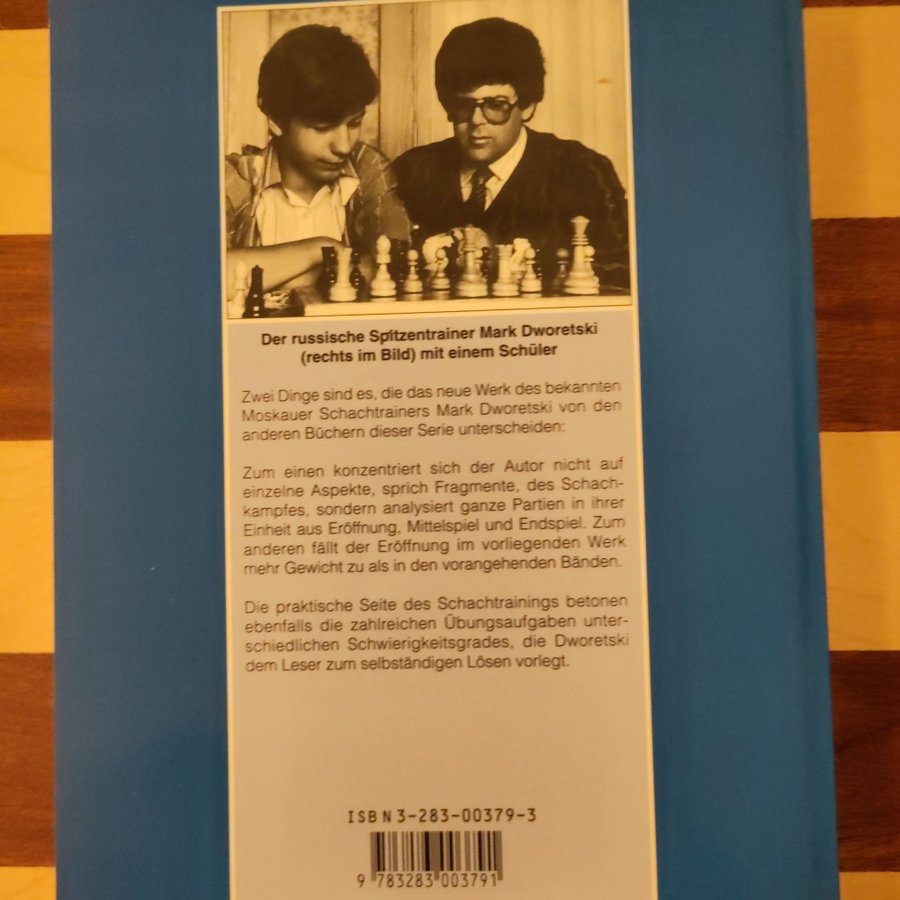 Der russische Spitzentrainer Mark Dworetski
(rechts im Bild) mit einem Schüler
Zwei Dinge sind es, die das neue Werk des bekannten
Moskauer Schachtrainers Mark Dworetski von den
anderen Büchern dieser Serie unterscheiden:
Zum einen konzentriert sich der Autor nicht auf
einzelne Aspekte, sprich Fragmente, des Schach-
kampfes, sondern analysiert ganze Partien in ihrer
Einheit aus Eröffnung, Mittelspiel und Endspiel. Zum
anderen fällt der Eröffnung im vorliegenden Werk
mehr Gewicht zu als in den vorangehenden Bänden.
Die praktische Seite des Schachtrainings betonen
ebenfalls die zahlreichen Übungsaufgaben unter-
schiedlichen Schwierigkeitsgrades, die Dworetski
dem Leser zum selbständigen Lösen vorlegt.
ISBN 3-283-00379-3
9 783283 003791